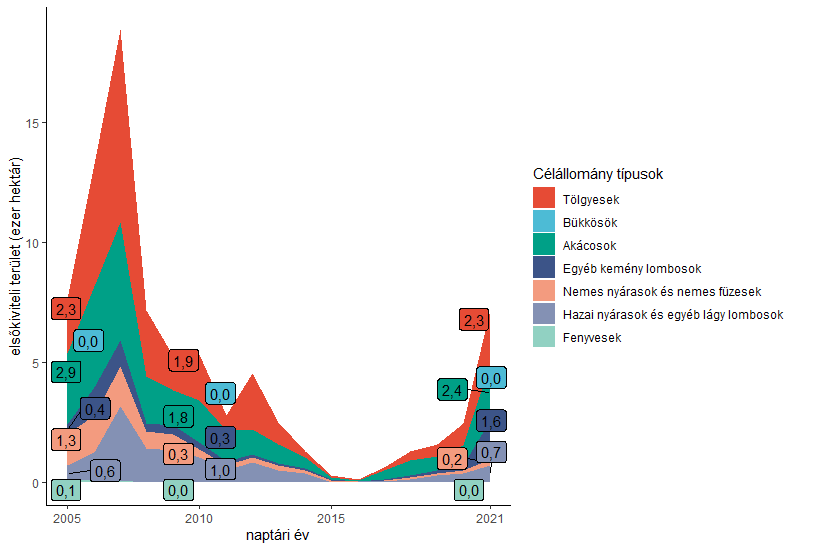 15
10
5
0
elsőkiviteli terület (ezer hektár)
2,3
0,0
2,9
0,4
1,3
0,6
0,1
1,9
0,0
1,8
0,3
0,3
1,0
0,0
2,3
0,0
2,4
1,6
0,7
0,2
0,0
2005
2010
2015
2021
naptári év
Célállomány típusok
Tölgyesek
Bükkösök
Akácosok
Egyéb kemény lombosok
Nemes nyárasok és nemes füzesek
Hazai nyárasok és egyéb lágy lombosok
Fenyvesek